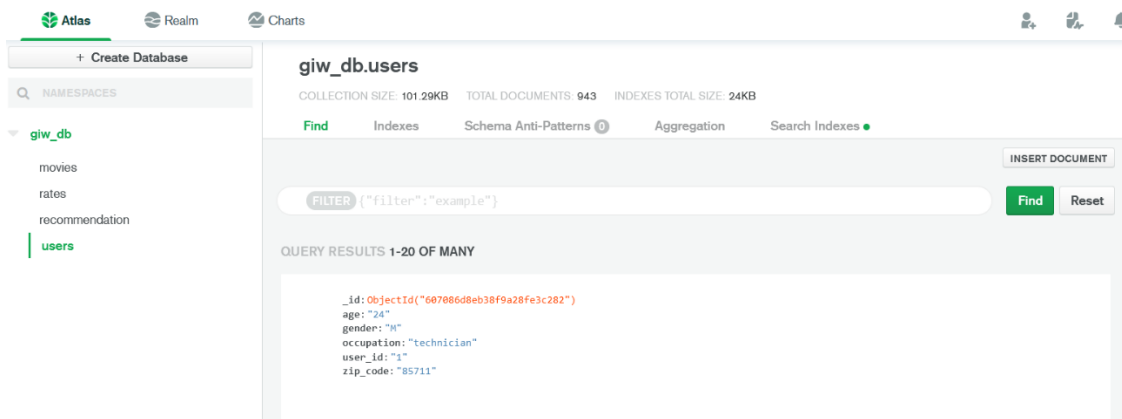 Atlas Realm Charts
+ Create Database
NAMESPACES
giw_db
movies
rates
recommendation
users
giw_db.users
COLLECTION SIZE: 101.29KB TOTAL DOCUMENTS: 943 INDEXES TOTAL SIZE: 24KB
Find Indexes Schema Anti-Patterns 0 Aggregation Search Indexes
INSERT DOCUMENT
FILTER {"filter":"example"} Find Reset
QUERY RESULTS 1-20 OF MANY
_id:ObjectId("607086d8eb38f9a28fe3c282")
age:"24"
gender:"M"
occupation:"technician"
user_id:"1"
zip_code:"85711"